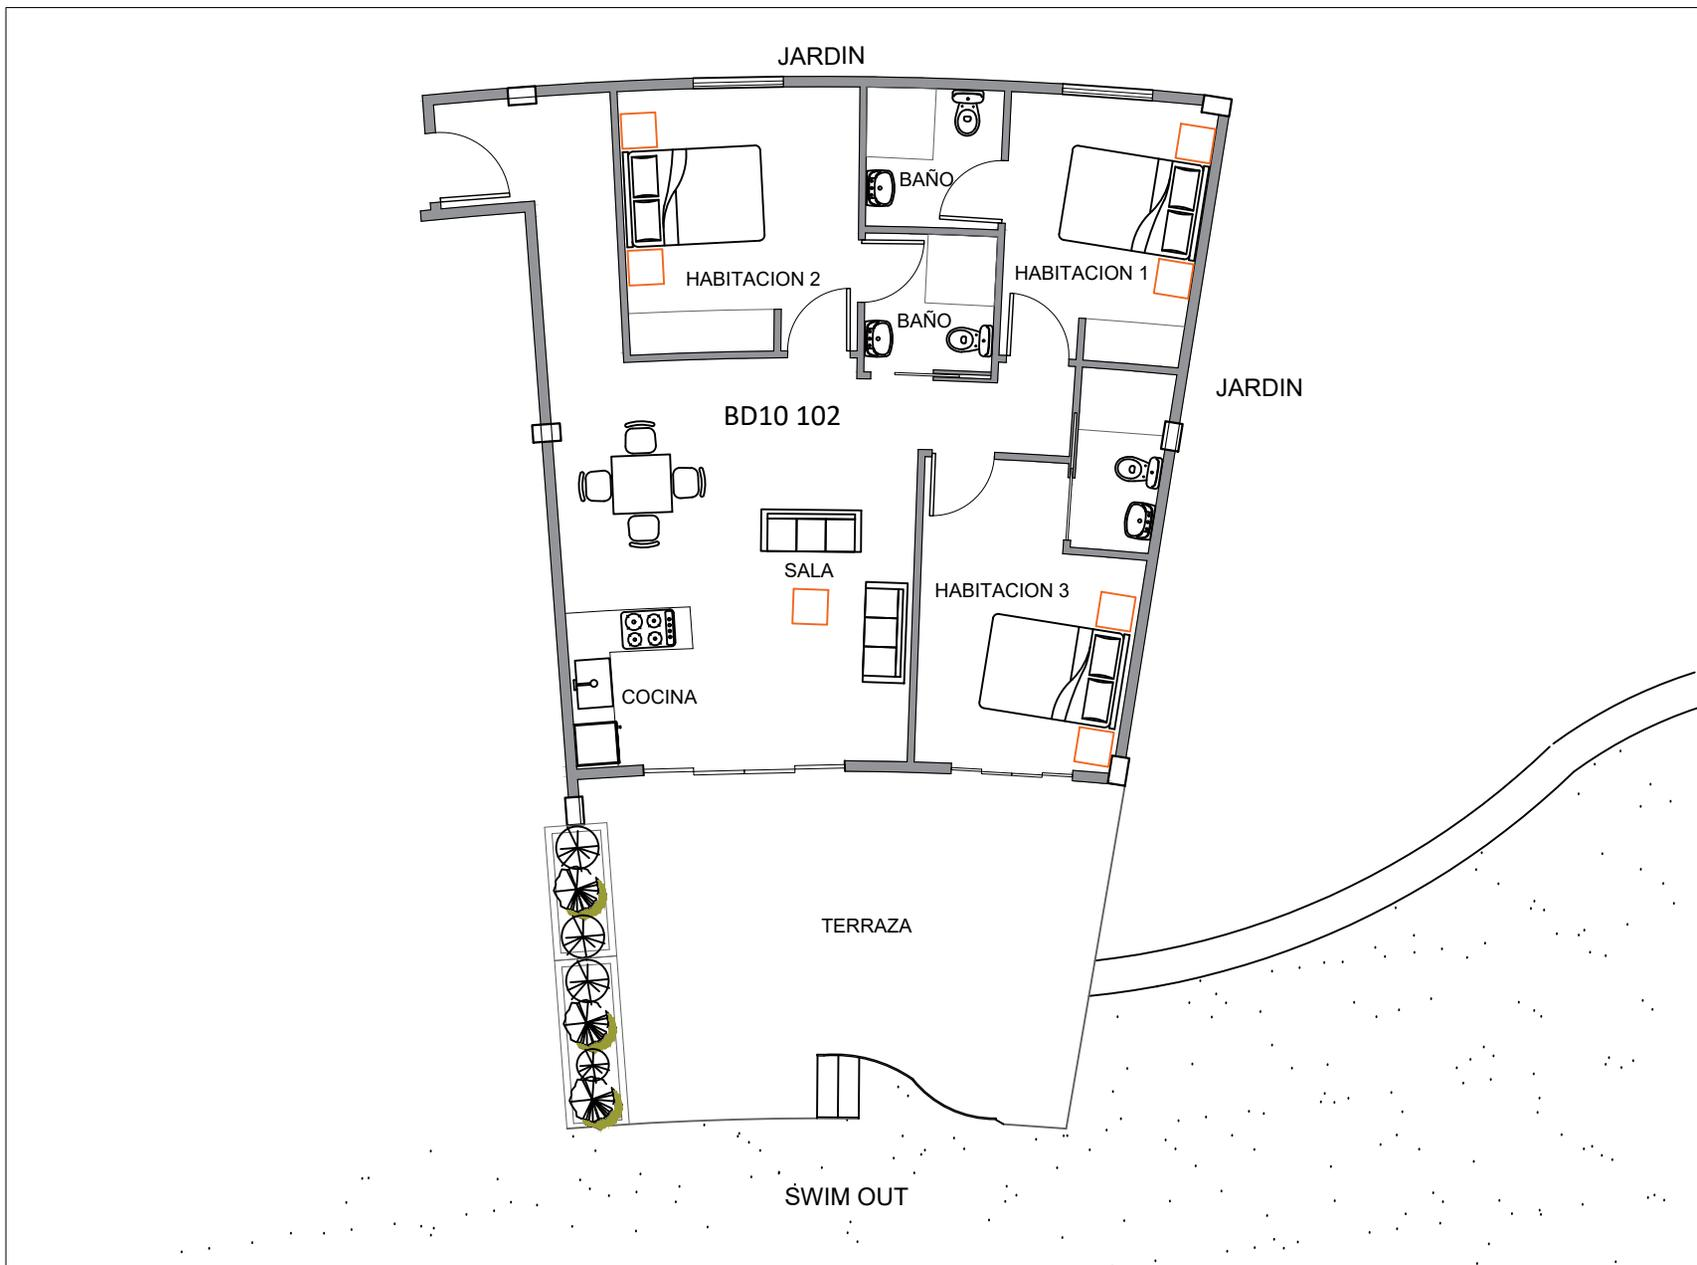 JARDIN
BAÑO
HABITACION 2
HABITACION 1
BAÑO
JARDIN
BD10 102
SALA
HABITACION 3
COCINA
TERRAZA
SWIM OUT